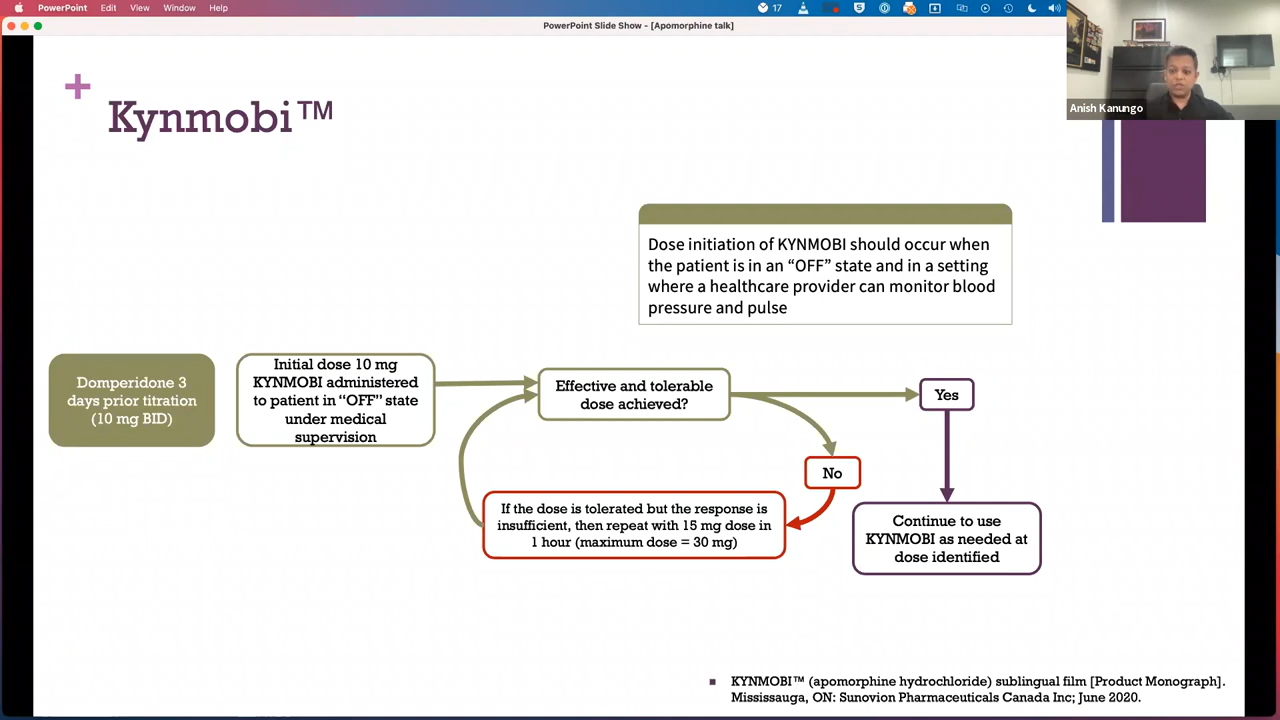 PowerPoint Edit View Window Help
17
PowerPoint Slide Show - [Apomorphine talk]
Anish Kanungo
+
Kynmobi™
Dose initiation of KYNMOBI should occur when
the patient is in an “OFF” state and in a setting
where a healthcare provider can monitor blood
pressure and pulse
Domperidone 3
days prior titration
(10 mg BID)
Initial dose 10 mg
KYNMOBI administered
to patient in “OFF” state
under medical
supervision
Effective and tolerable
dose achieved?
Yes
No
If the dose is tolerated but the response is
insufficient, then repeat with 15 mg dose in
1 hour (maximum dose = 30 mg)
Continue to use
KYNMOBI as needed at
dose identified
KYNMOBI™ (apomorphine hydrochloride) sublingual film [Product Monograph].
Mississauga, ON: Sunovion Pharmaceuticals Canada Inc; June 2020.